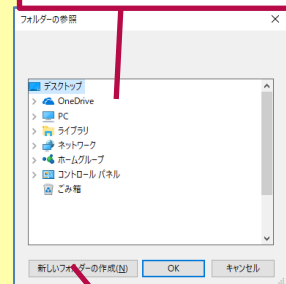 フォルダーの参照
デスクトップ
OneDrive
PC
ライブラリ
ネットワーク
ホームグループ
コントロール パネル
ごみ箱
新しいフォルダーの作成(N)
OK
キャンセル